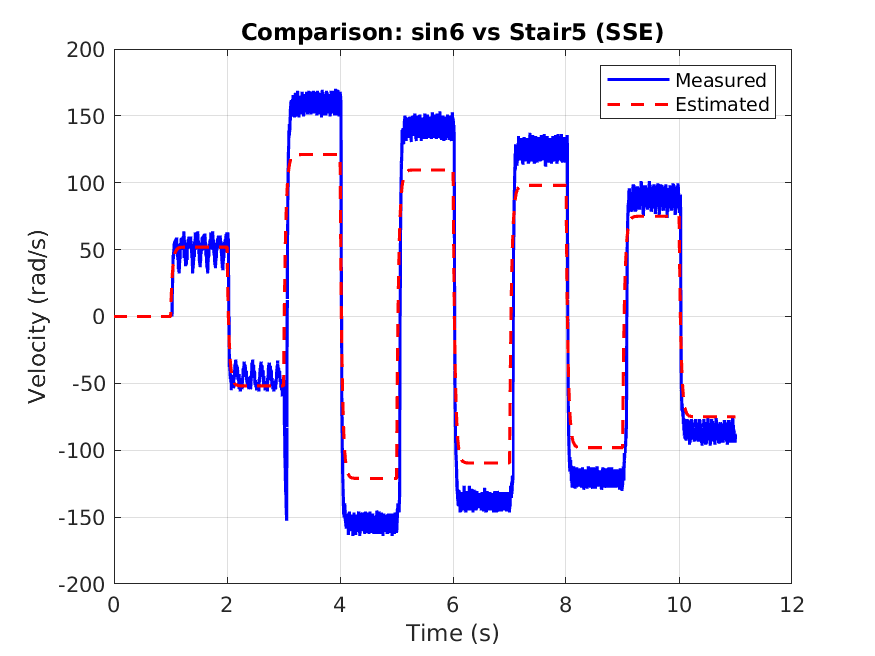 Comparison: sin6 vs Stair5 (SSE)
Measured
Estimated
Velocity (rad/s)
200
150
100
50
0
-50
-100
-150
-200
0 2 4 6 8 10 12
Time (s)